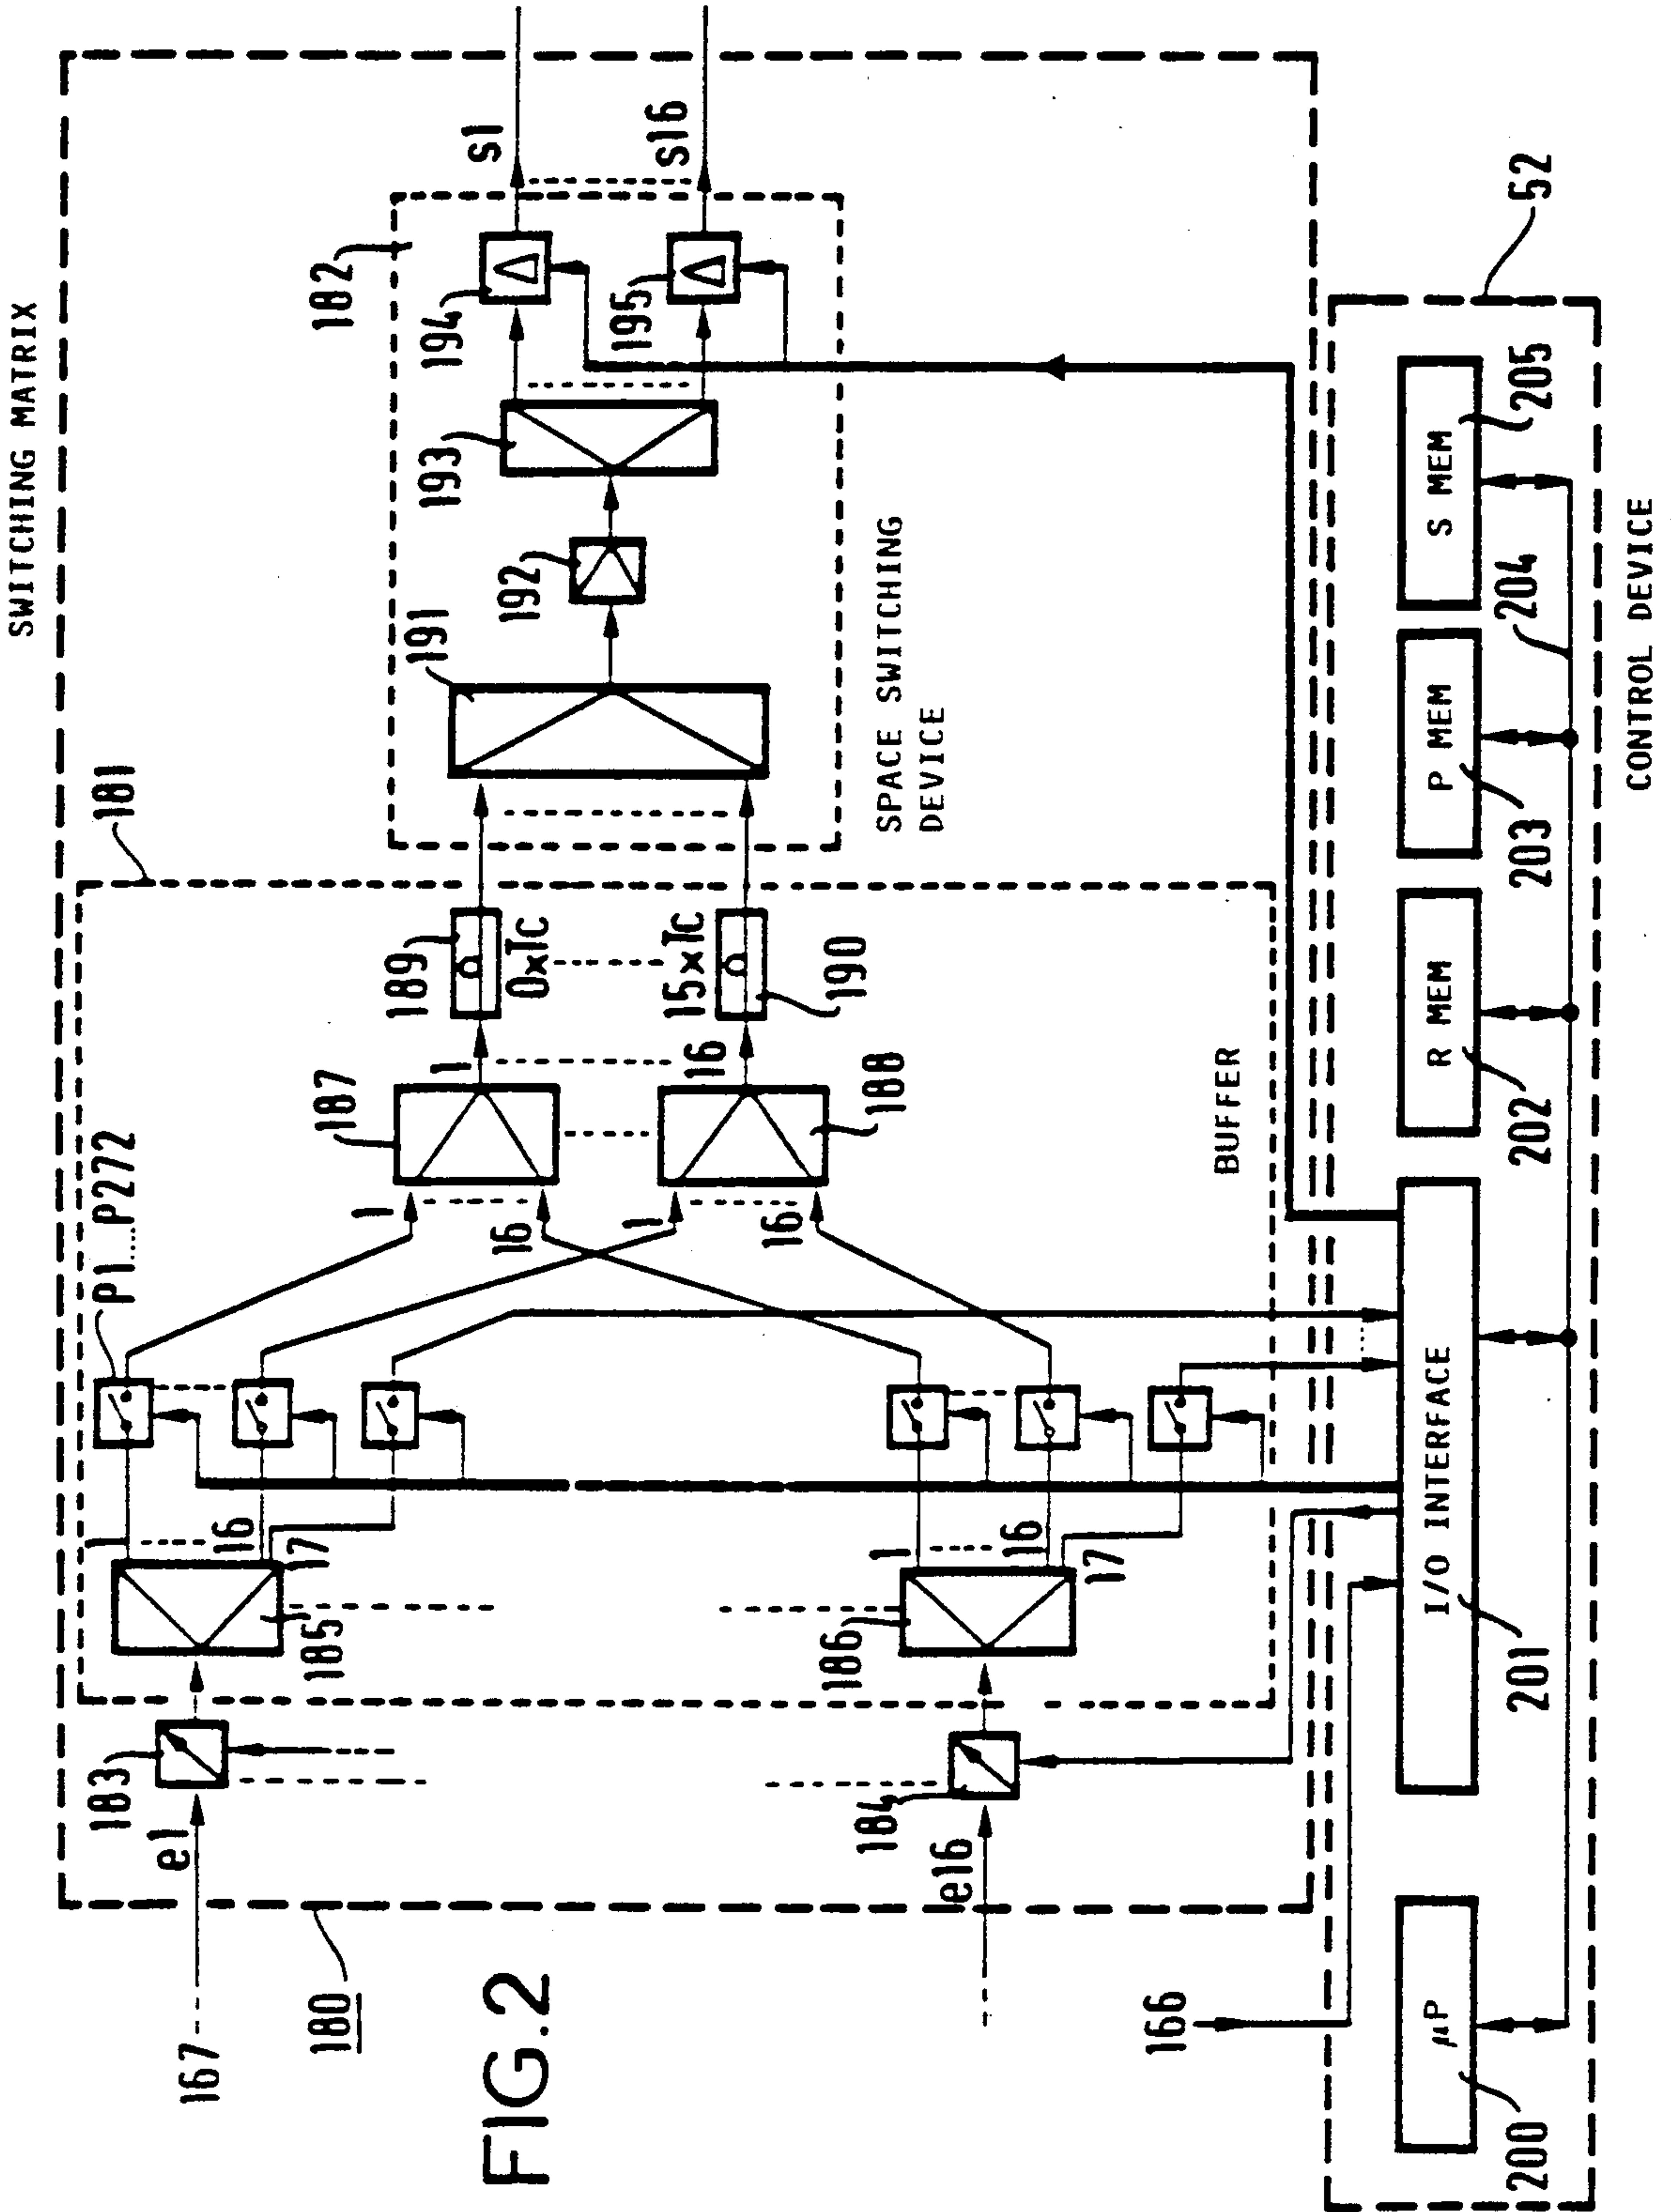 SWITCHING MATRIX
181
P1....P272
1
16
17
185
183
e1
167
180
187
1
16
1
189
0xTc
15xTc
190
188
1
16
16
BUFFER
191
192
193
194
182
195
s1
s16
SPACE SWITCHING
DEVICE
1
16
17
186
184
e16
FIG.2
166
52
µP
200
I/O INTERFACE
201
R MEM
202
P MEM
203
204
S MEM
205
CONTROL DEVICE